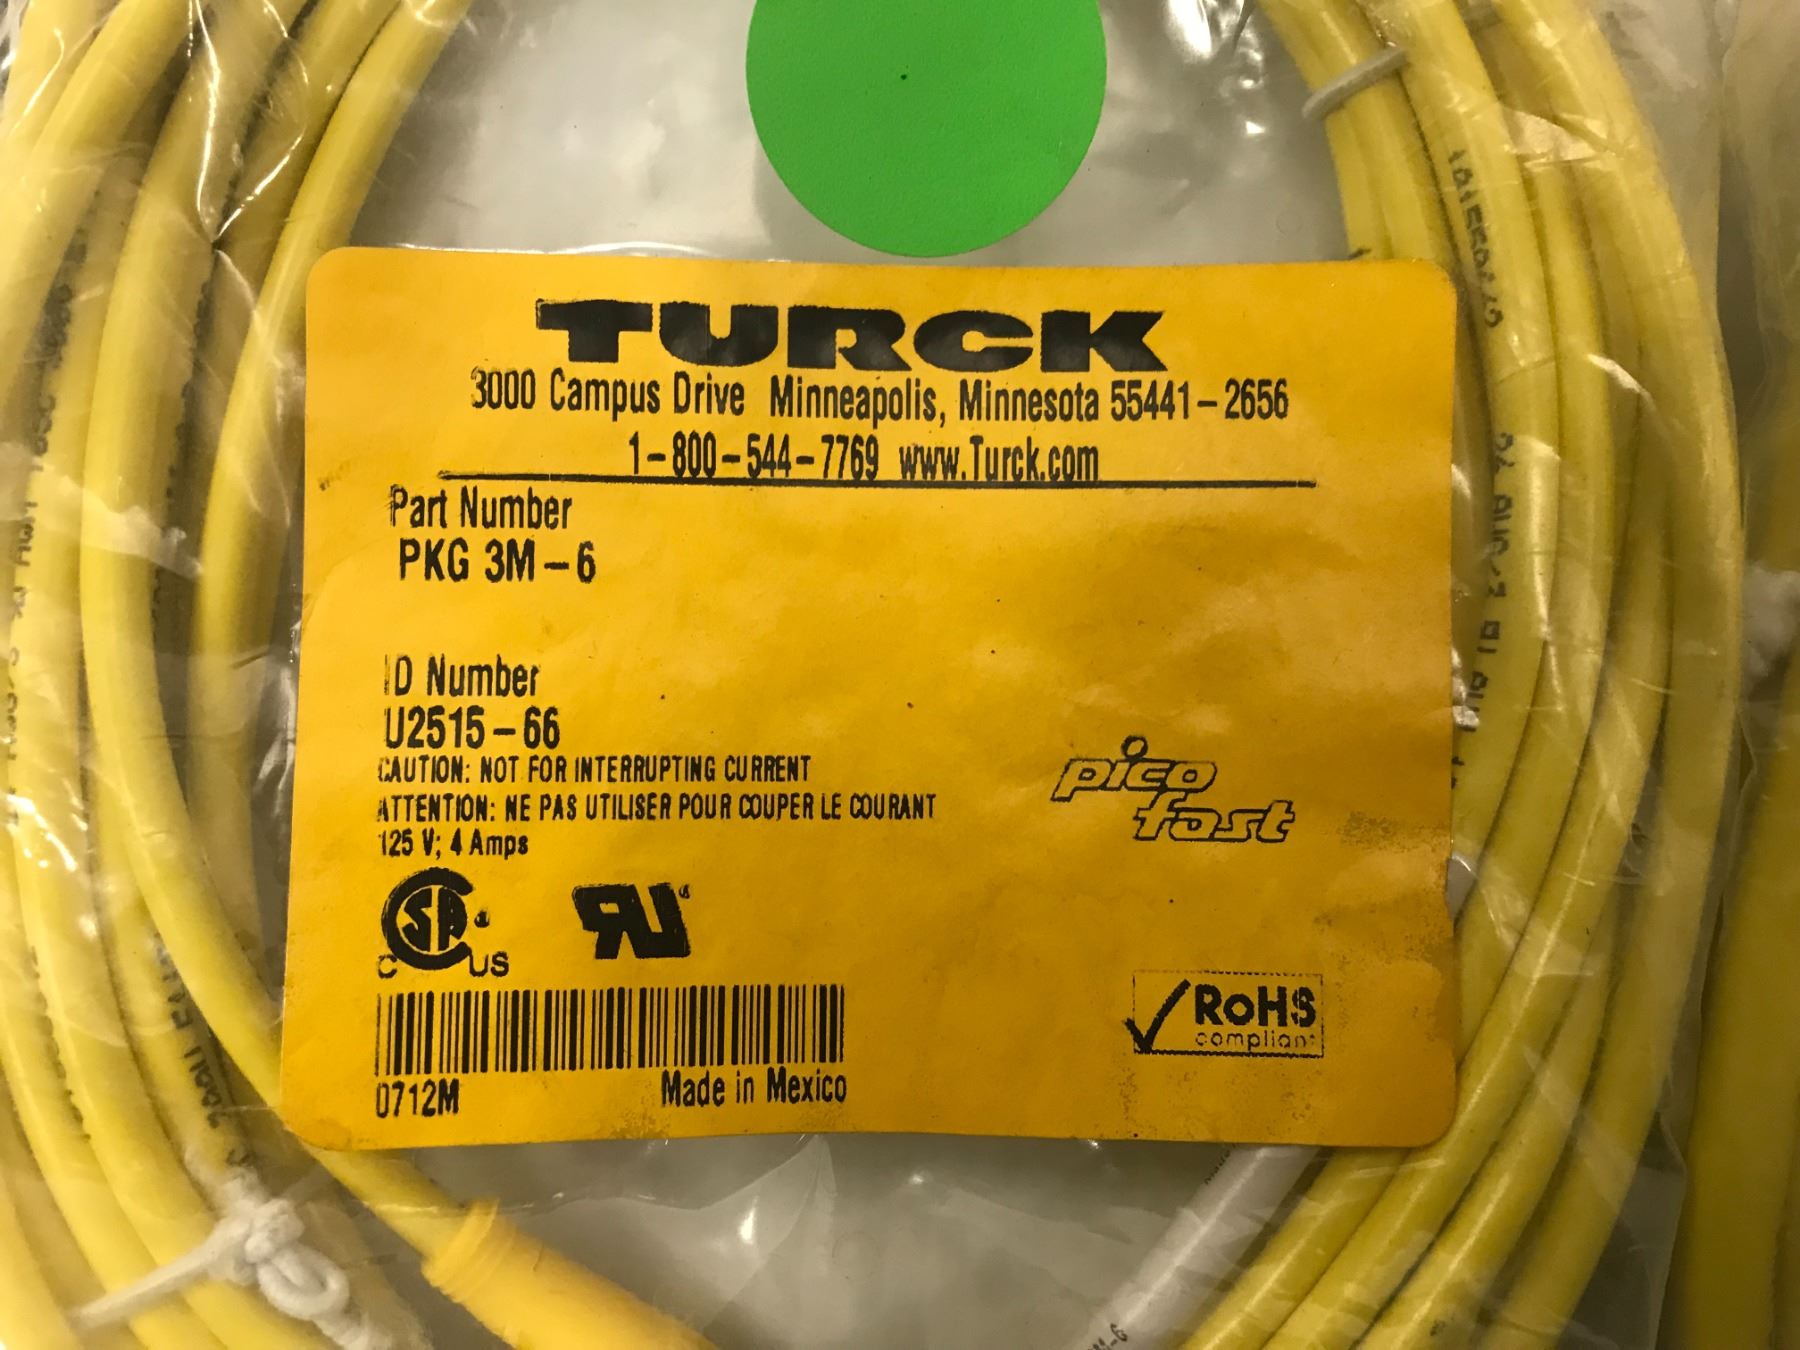 TURCK
3000 Campus Drive Minneapolis, Minnesota 55441-2656
1-800-544-7769 www.Turck.com
Part Number
PKG 3M-6
ID Number
U2515-66
CAUTION: NOT FOR INTERRUPTING CURRENT
ATTENTION: NE PAS UTILISER POUR COUPER LE COURANT
125 V; 4 Amps
pico
fast
C SA US
RU
RoHS
compliant
0712M
Made in Mexico